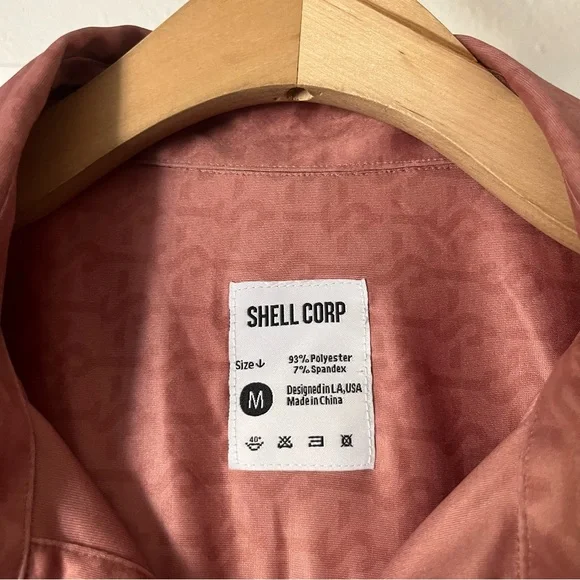 SHELL CORP
Size↓
93% Polyester
7% Spandex
M
Designed in LA,USA
Made in China
40°